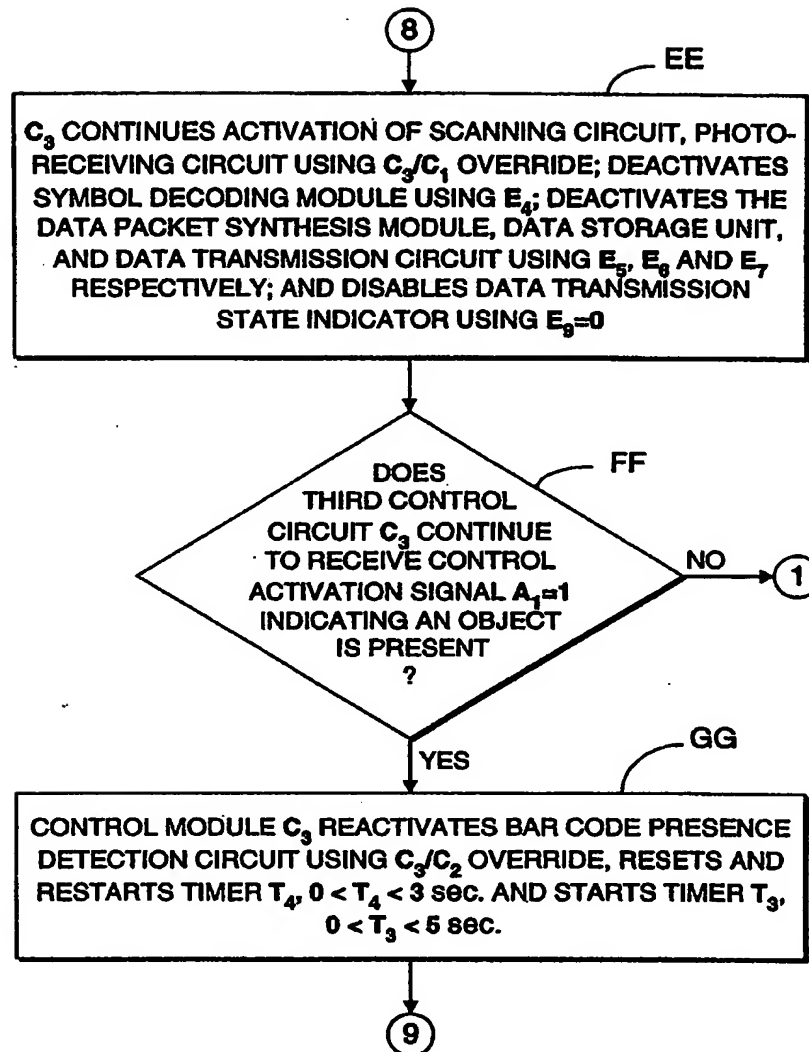 8
EE
C₃ CONTINUES ACTIVATION OF SCANNING CIRCUIT, PHOTO-
RECEIVING CIRCUIT USING C₃/C₁ OVERRIDE; DEACTIVATES
SYMBOL DECODING MODULE USING E₄; DEACTIVATES THE
DATA PACKET SYNTHESIS MODULE, DATA STORAGE UNIT,
AND DATA TRANSMISSION CIRCUIT USING E₅, E₆ AND E₇
RESPECTIVELY; AND DISABLES DATA TRANSMISSION
STATE INDICATOR USING E₉=0
FF
DOES
THIRD CONTROL
CIRCUIT C₃ CONTINUE
TO RECEIVE CONTROL
ACTIVATION SIGNAL A₁=1
INDICATING AN OBJECT
IS PRESENT
?
NO
1
YES
GG
CONTROL MODULE C₃ REACTIVATES BAR CODE PRESENCE
DETECTION CIRCUIT USING C₃/C₂ OVERRIDE, RESETS AND
RESTARTS TIMER T₄, 0 < T₄ < 3 sec. AND STARTS TIMER T₃,
0 < T₃ < 5 sec.
9